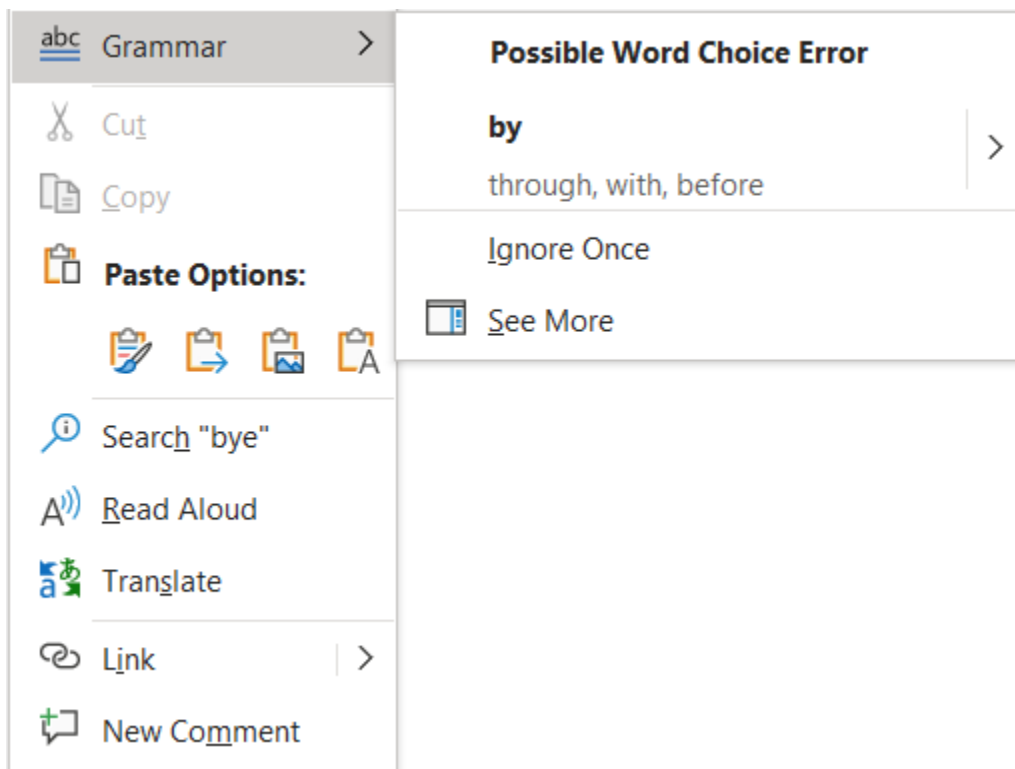 abc Grammar
Cut
Copy
Paste Options:
A
Search "bye"
A Read Aloud
a あ Translate
Link
New Comment
Possible Word Choice Error
by
through, with, before
Ignore Once
See More